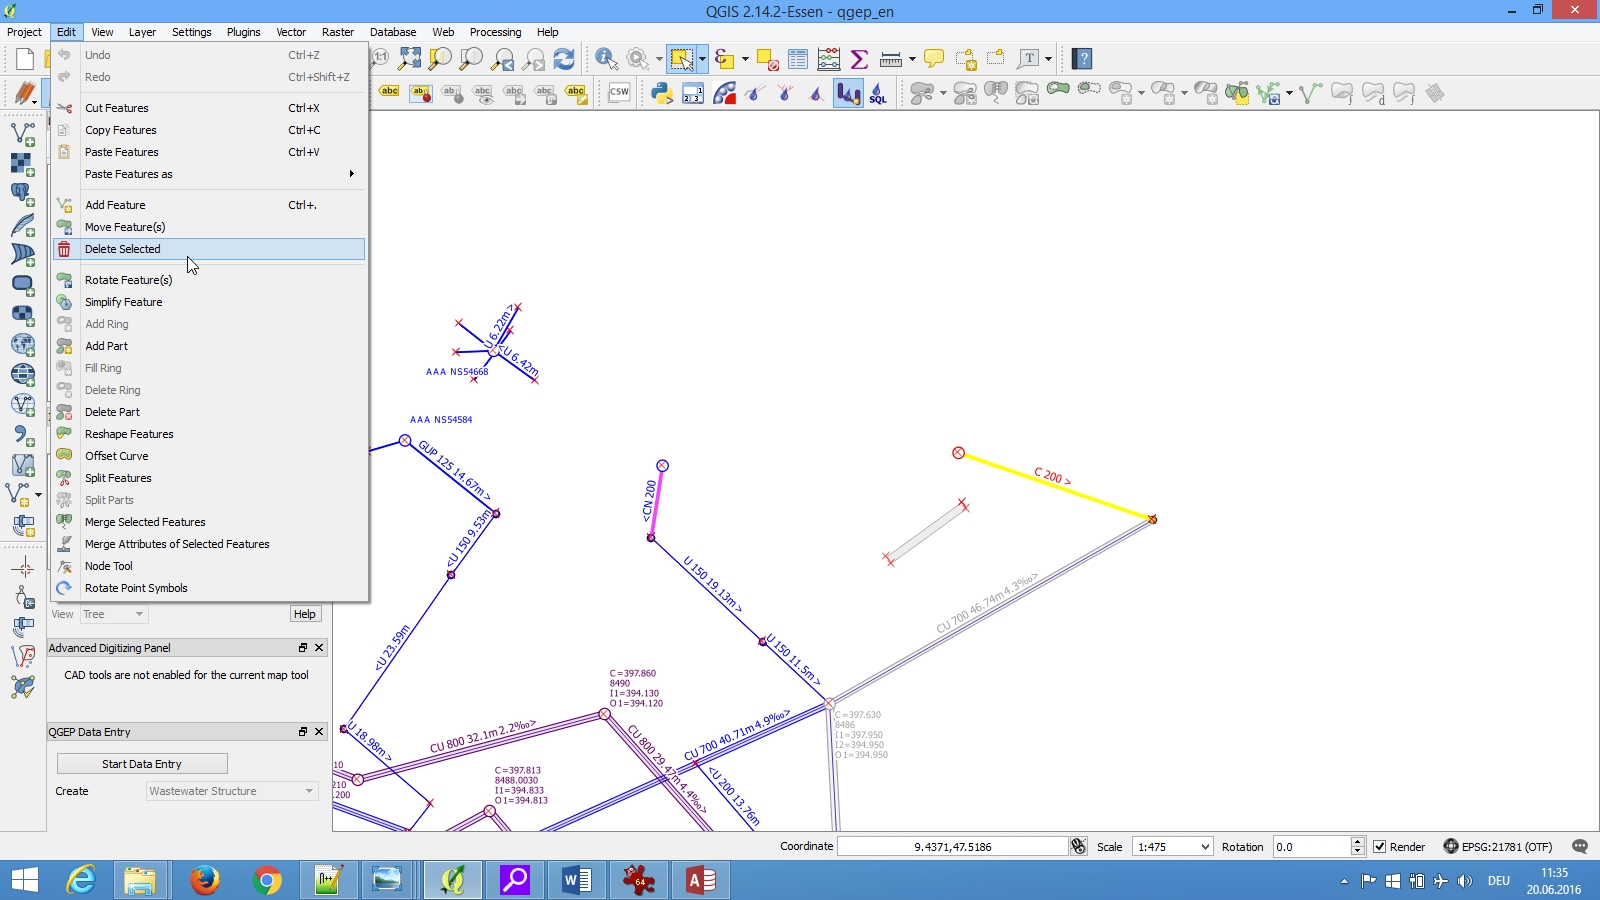 QGIS 2.14.2-Essen - qgep_en
Project Edit View Layer Settings Plugins Vector Raster Database Web Processing Help
Undo Ctrl+Z
Redo Ctrl+Shift+Z
Cut Features Ctrl+X
Copy Features Ctrl+C
Paste Features Ctrl+V
Paste Features as
Add Feature Ctrl+.
Move Feature(s)
Delete Selected
Rotate Feature(s)
Simplify Feature
Add Ring
Add Part
Fill Ring
Delete Ring
Delete Part
Reshape Features
Offset Curve
Split Features
Split Parts
Merge Selected Features
Merge Attributes of Selected Features
Node Tool
Rotate Point Symbols
View Tree Help
Advanced Digitizing Panel
CAD tools are not enabled for the current map tool
QGEP Data Entry
Start Data Entry
Create Wastewater Structure
abc ab abc CSW SQL
U 6.22m >
< U 6.42m
AAA NS54668
AAA NS54584
GUP 125 14.67m >
<U 150 9.53m
<U 23.59m
U 18.98m >
<CN 200
U 150 19.13m >
U 150 11.5m >
C 200 >
CU 700 46.74m 4.3‰ >
C=397.860
8490
I1=394.130
O1=394.120
CU 800 32.1m 2.2‰ >
CU 800 29.47m 4.4‰ >
CU 700 40.71m 4.9‰ >
<U 200 13.76m
C=397.630
8486
I1=397.950
I2=394.950
O1=394.950
C=397.813
8488.0030
I1=394.833
O1=394.813
10
210
.200
Coordinate 9.4371,47.5186 Scale 1:475 Rotation 0.0 Render EPSG:21781 (OTF)
DEU
11:35
20.06.2016